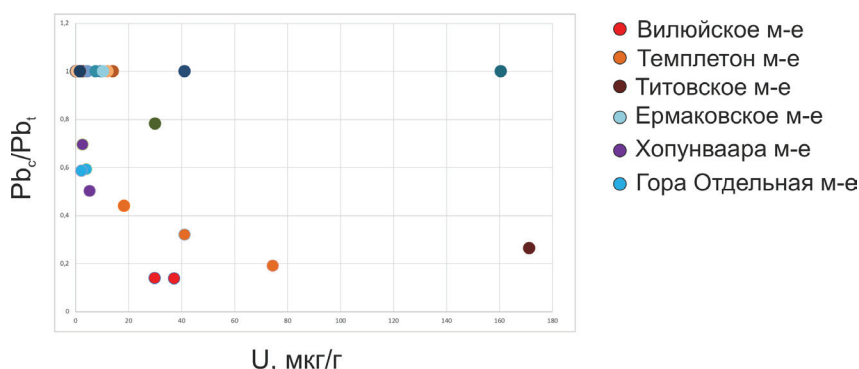 1,2
1
0,8
0,6
0,4
0,2
0
0
20
40
60
80
100
120
140
160
180
Pbc/Pbt
U, мкг/г
Вилюйское м-е
Темплетон м-е
Титовское м-е
Ермаковское м-е
Хопунваара м-е
Гора Отдельная м-е